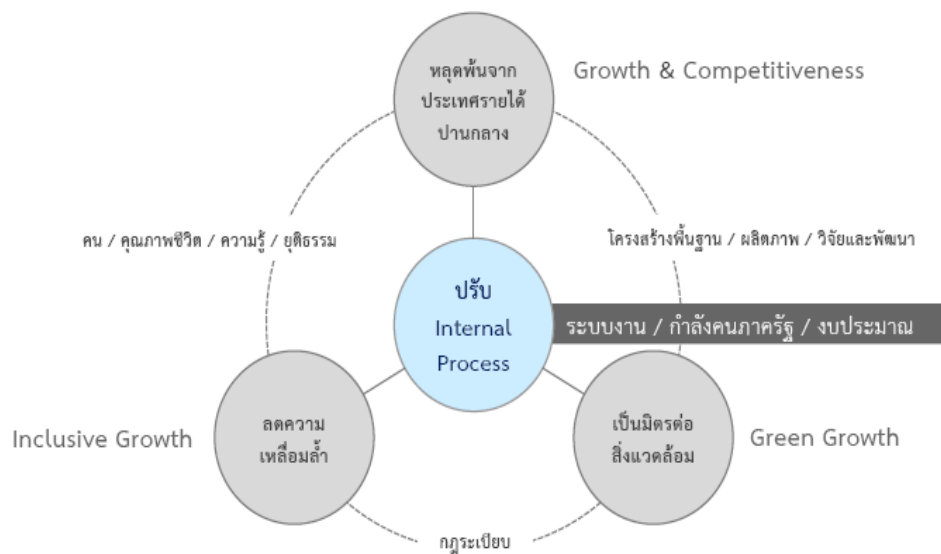 หลุดพ้นจาก
ประเทศรายได้
ปานกลาง
Growth & Competitiveness
คน / คุณภาพชีวิต / ความรู้ / ยุติธรรม
โครงสร้างพื้นฐาน / ผลิตภาพ / วิจัยและพัฒนา
ปรับ
Internal
Process
ระบบงาน / กำลังคนภาครัฐ / งบประมาณ
Inclusive Growth
ลดความ
เหลื่อมล้ำ
เป็นมิตรต่อ
สิ่งแวดล้อม
Green Growth
กฎระเบียบ